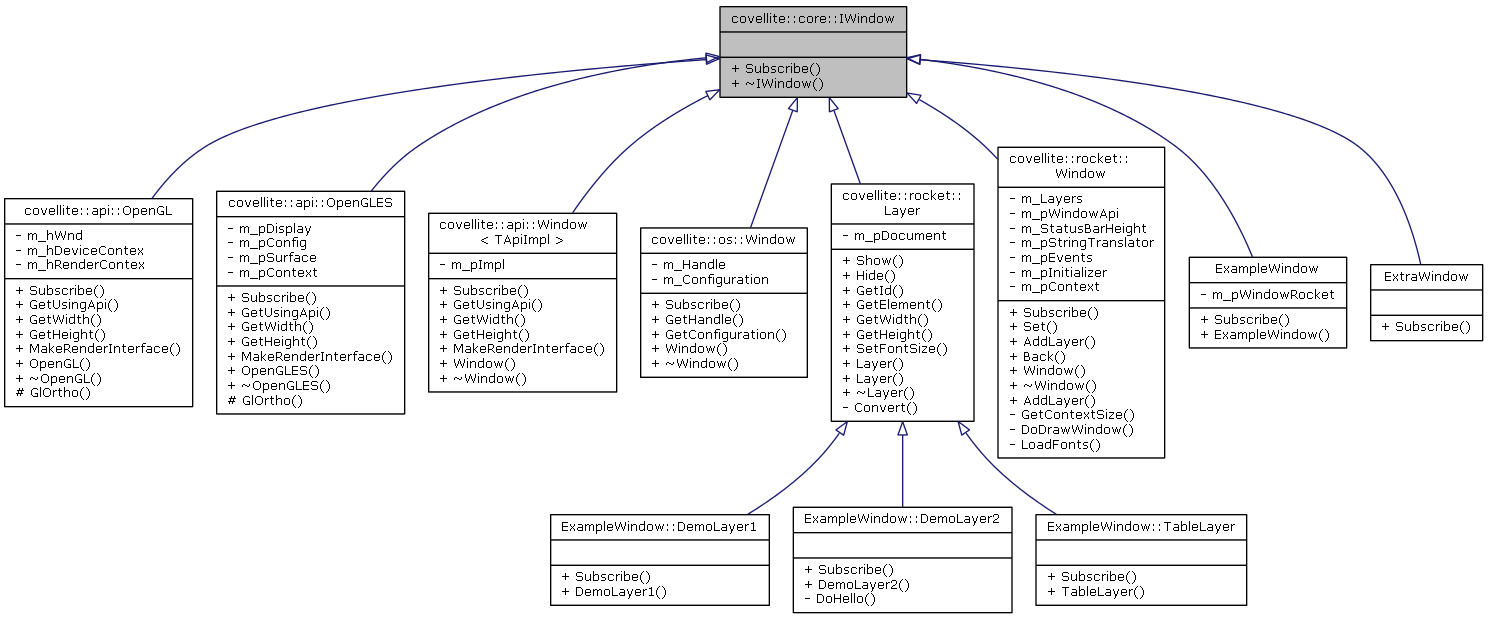 covellite::core::IWindow
+ Subscribe()
+ ~IWindow()
covellite::api::OpenGL
- m_hWnd
- m_hDeviceContex
- m_hRenderContex
+ Subscribe()
+ GetUsingApi()
+ GetWidth()
+ GetHeight()
+ MakeRenderInterface()
+ OpenGL()
+ ~OpenGL()
# GlOrtho()
covellite::api::OpenGLES
- m_pDisplay
- m_pConfig
- m_pSurface
- m_pContext
+ Subscribe()
+ GetUsingApi()
+ GetWidth()
+ GetHeight()
+ MakeRenderInterface()
+ OpenGLES()
+ ~OpenGLES()
# GlOrtho()
covellite::api::Window
< TApiImpl >
- m_pImpl
+ Subscribe()
+ GetUsingApi()
+ GetWidth()
+ GetHeight()
+ MakeRenderInterface()
+ Window()
+ ~Window()
covellite::os::Window
- m_Handle
- m_Configuration
+ Subscribe()
+ GetHandle()
+ GetConfiguration()
+ Window()
+ ~Window()
covellite::rocket::
Layer
- m_pDocument
+ Show()
+ Hide()
+ GetId()
+ GetElement()
+ GetWidth()
+ GetHeight()
+ SetFontSize()
+ Layer()
+ Layer()
+ ~Layer()
- Convert()
covellite::rocket::
Window
- m_Layers
- m_pWindowApi
- m_StatusBarHeight
- m_pStringTranslator
- m_pEvents
- m_pInitializer
- m_pContext
+ Subscribe()
+ Set()
+ AddLayer()
+ Back()
+ Window()
+ ~Window()
+ AddLayer()
- GetContextSize()
- DoDrawWindow()
- LoadFonts()
ExampleWindow
- m_pWindowRocket
+ Subscribe()
+ ExampleWindow()
ExtraWindow
+ Subscribe()
ExampleWindow::DemoLayer1
+ Subscribe()
+ DemoLayer1()
ExampleWindow::DemoLayer2
+ Subscribe()
+ DemoLayer2()
- DoHello()
ExampleWindow::TableLayer
+ Subscribe()
+ TableLayer()